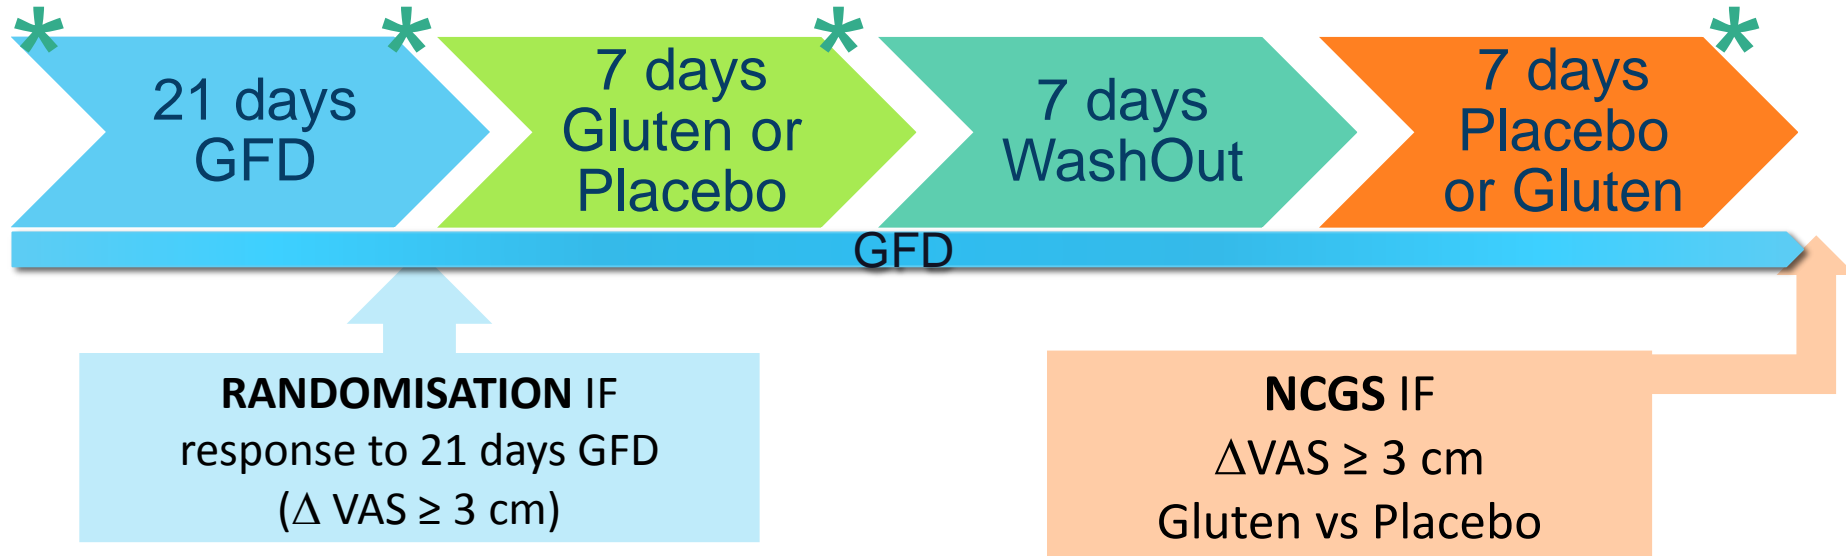 * * * *
21 days
GFD
7 days
Gluten or
Placebo
7 days
WashOut
7 days
Placebo
or Gluten
GFD
RANDOMISATION IF
response to 21 days GFD
(Δ VAS ≥ 3 cm)
NCGS IF
ΔVAS ≥ 3 cm
Gluten vs Placebo